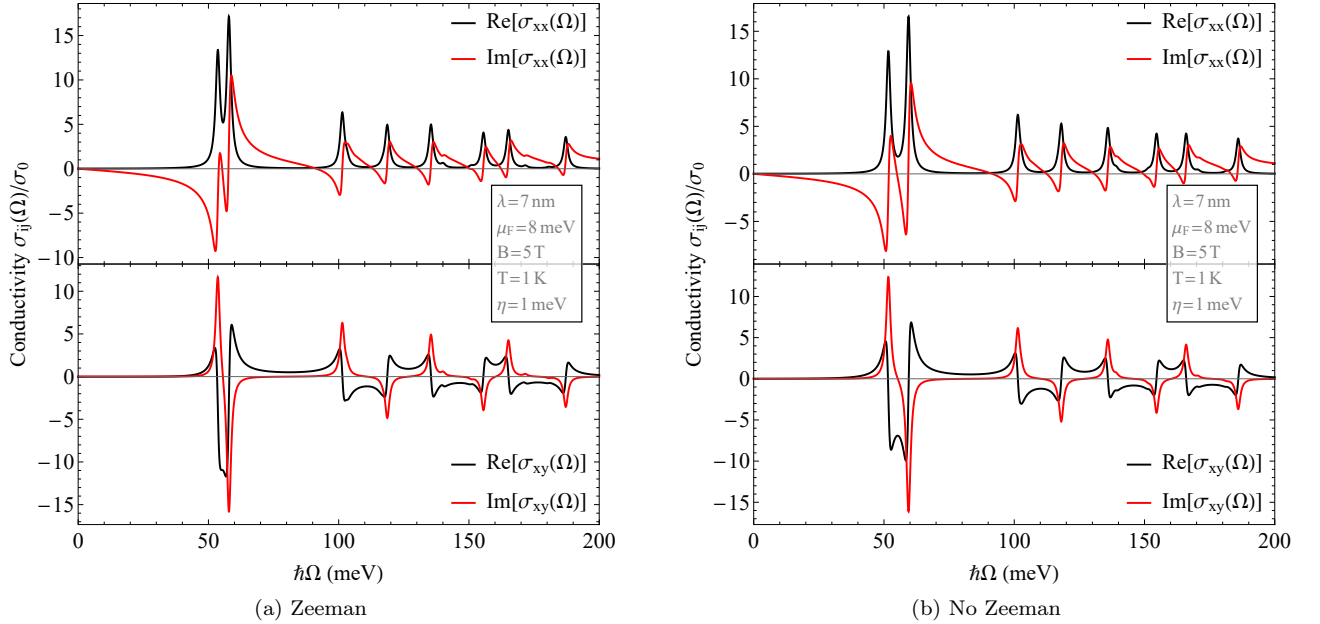 Conductivity σij(Ω)/σ0
15
10
5
0
-5
-10
Re[σxx(Ω)]
Im[σxx(Ω)]
λ=7 nm
μF=8 meV
B=5 T
T=1 K
η=1 meV
10
5
0
-5
-10
-15
Re[σxy(Ω)]
Im[σxy(Ω)]
0 50 100 150 200
ℏΩ (meV)
(a) Zeeman
Conductivity σij(Ω)/σ0
15
10
5
0
-5
Re[σxx(Ω)]
Im[σxx(Ω)]
λ=7 nm
μF=8 meV
B=5 T
T=1 K
η=1 meV
10
5
0
-5
-10
-15
Re[σxy(Ω)]
Im[σxy(Ω)]
0 50 100 150 200
ℏΩ (meV)
(b) No Zeeman